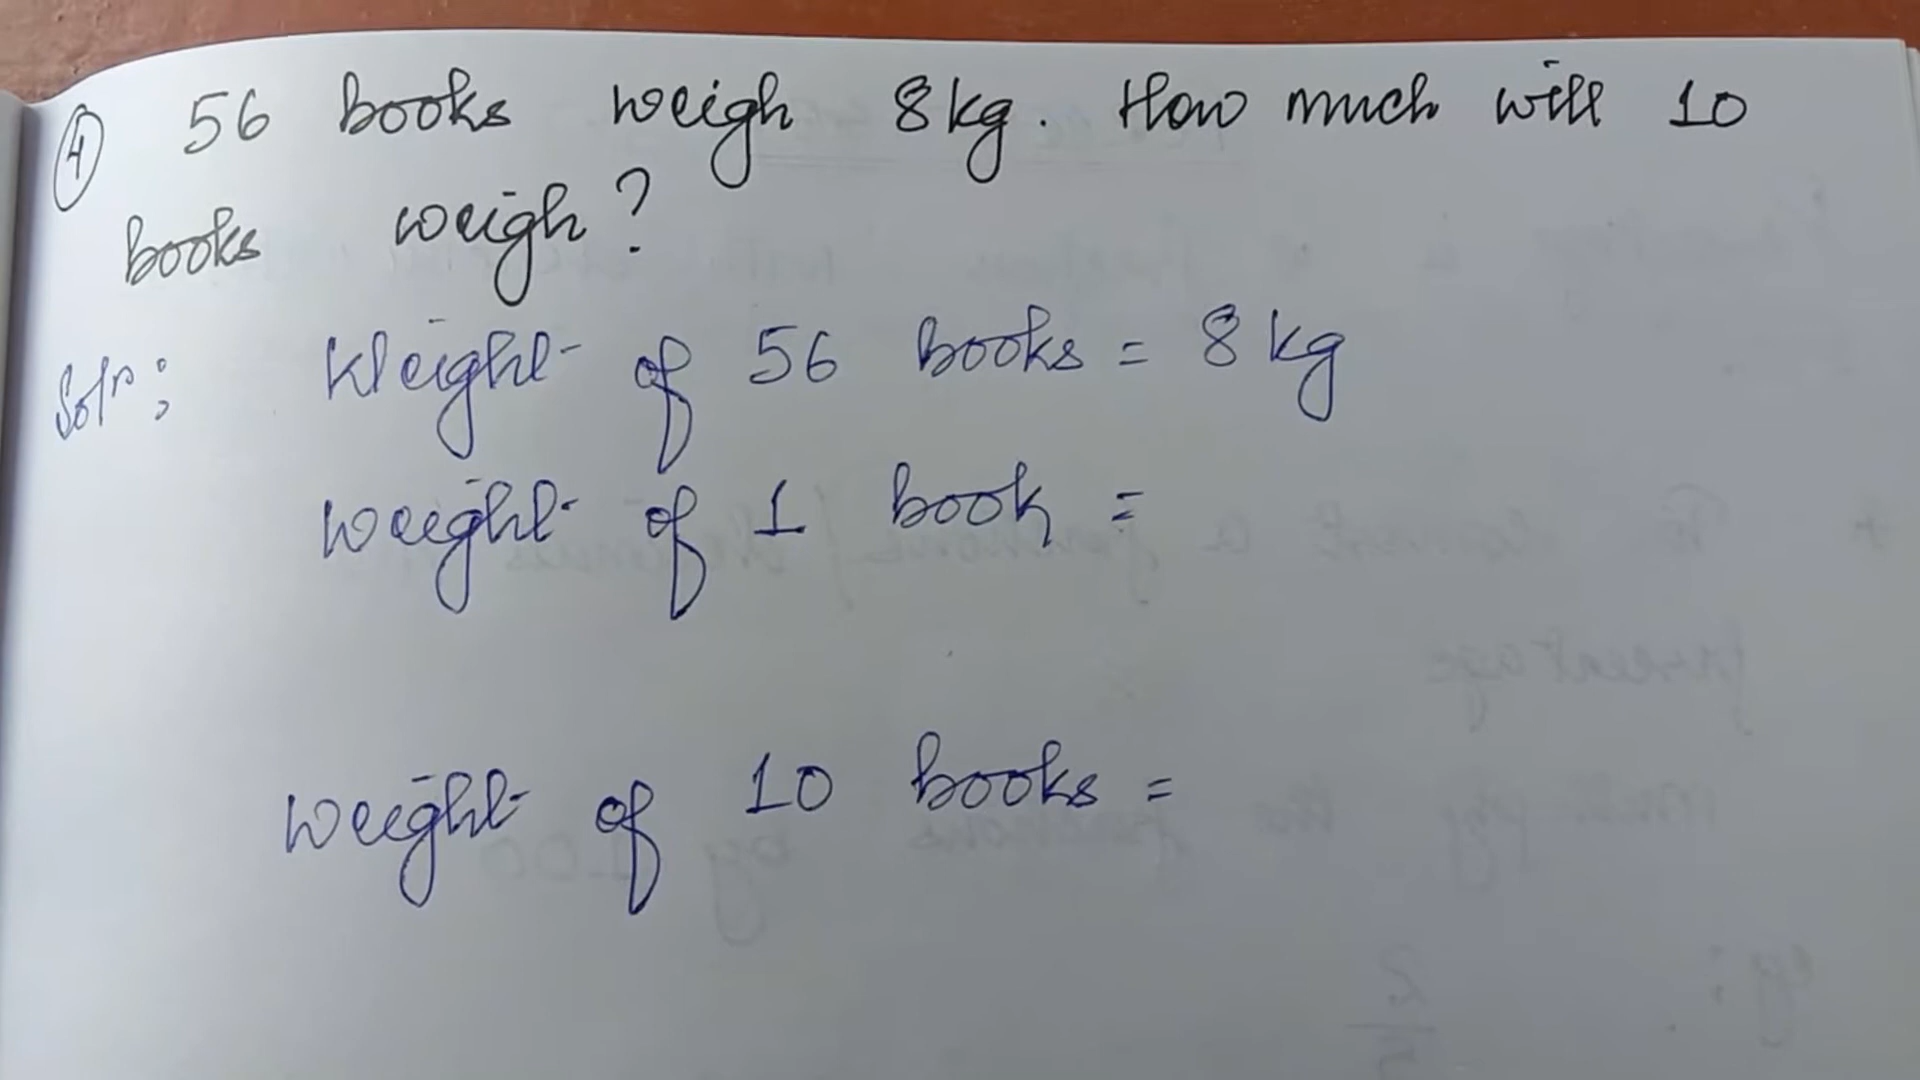 4 56 books weigh 8kg. How much will 10
books weigh?
Soln: Weight of 56 books = 8 kg
weight of 1 book =
weight of 10 books =